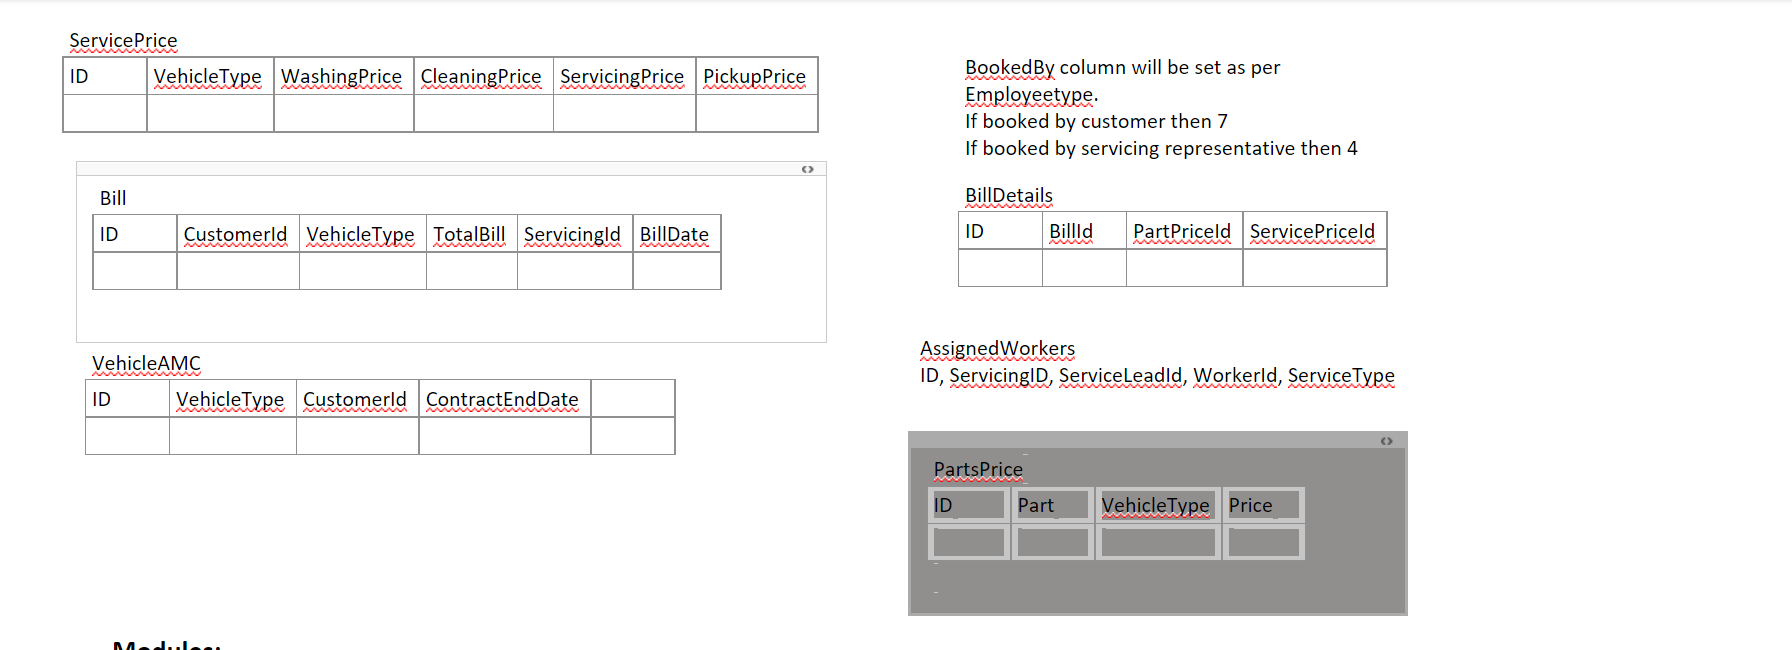 ServicePrice
ID VehicleType WashingPrice CleaningPrice ServicingPrice PickupPrice
BookedBy column will be set as per
Employeetype.
If booked by customer then 7
If booked by servicing representative then 4
Bill
ID CustomerId VehicleType TotalBill ServicingId BillDate
BillDetails
ID BillId PartPriceId ServicePriceId
VehicleAMC
ID VehicleType CustomerId ContractEndDate
AssignedWorkers
ID, ServicingID, ServiceLeadId, WorkerId, ServiceType
PartsPrice
ID Part VehicleType Price
Modules: